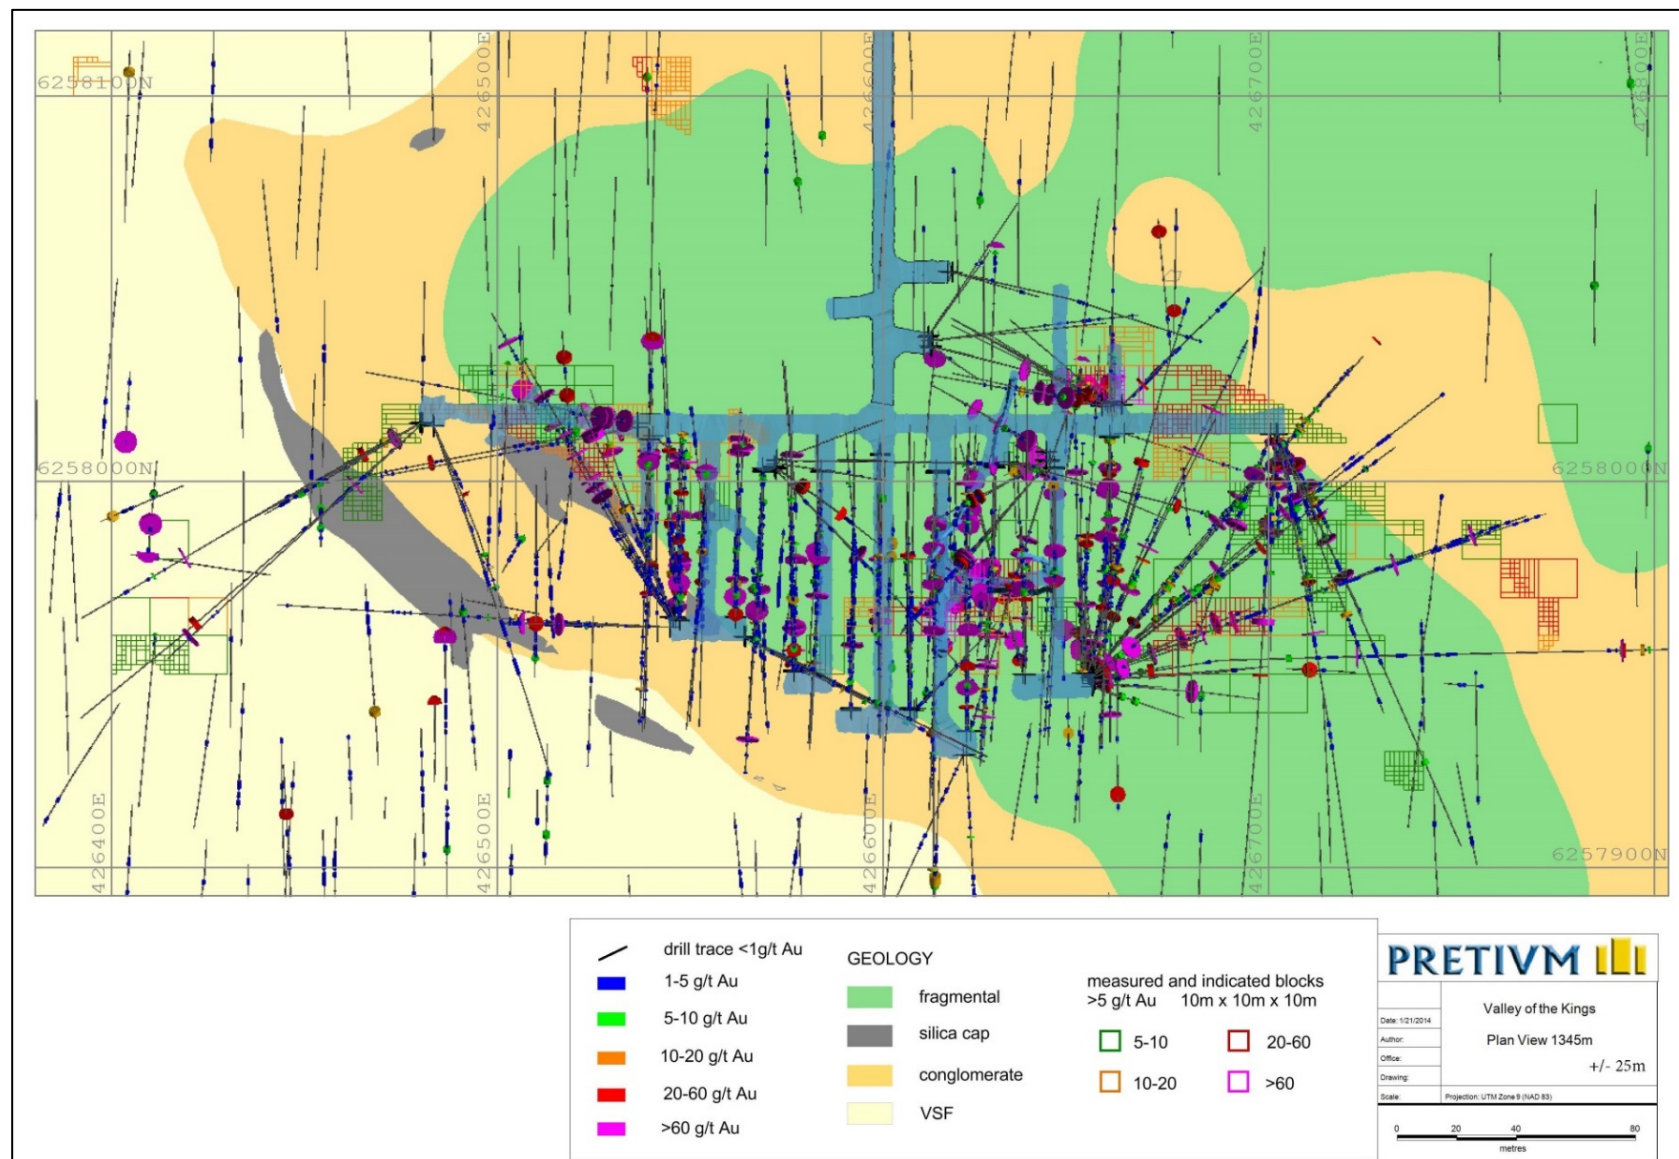 426500E
426600E
426700E
426800E
6258100N
6258100N
6258000N
6258000N
426400E
426500E
426600E
426700E
6257900N
drill trace <1g/t Au
1-5 g/t Au
5-10 g/t Au
10-20 g/t Au
20-60 g/t Au
>60 g/t Au
GEOLOGY
fragmental
silica cap
conglomerate
VSF
measured and indicated blocks
>5 g/t Au 10m x 10m x 10m
5-10
20-60
10-20
>60
PRETIVM
Date: 1/21/2014
Author:
Office:
Drawing:
Scale:
Valley of the Kings
Plan View 1345m
+/- 25m
Projection: UTM Zone 9 (NAD 83)
0 20 40 80
metres